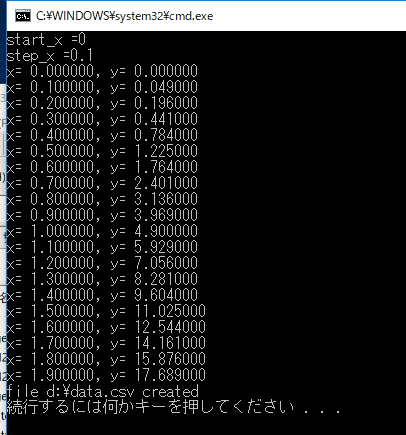 C:¥WINDOWS¥system32¥cmd.exe
start_x =0
step_x =0.1
x= 0.000000, y= 0.000000
x= 0.100000, y= 0.049000
x= 0.200000, y= 0.196000
x= 0.300000, y= 0.441000
x= 0.400000, y= 0.784000
x= 0.500000, y= 1.225000
x= 0.600000, y= 1.764000
x= 0.700000, y= 2.401000
x= 0.800000, y= 3.136000
x= 0.900000, y= 3.969000
x= 1.000000, y= 4.900000
x= 1.100000, y= 5.929000
x= 1.200000, y= 7.056000
x= 1.300000, y= 8.281000
x= 1.400000, y= 9.604000
x= 1.500000, y= 11.025000
x= 1.600000, y= 12.544000
x= 1.700000, y= 14.161000
x= 1.800000, y= 15.876000
x= 1.900000, y= 17.689000
file d:¥data.csv created
続行するには何かキーを押してください . . .